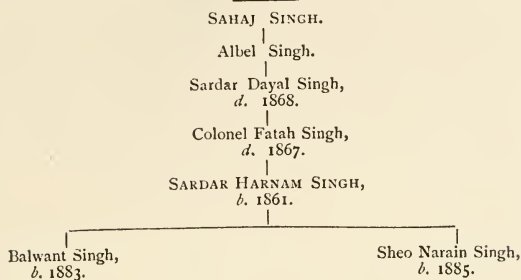 SAHAJ SINGH.
Albel Singh.
Sardar Dayal Singh,
d. 1868.
Colonel Fatah Singh,
d. 1867.
SARDAR HARNAM SINGH,
b. 1861.
Balwant Singh,
b. 1883.
Sheo Narain Singh,
b. 1885.